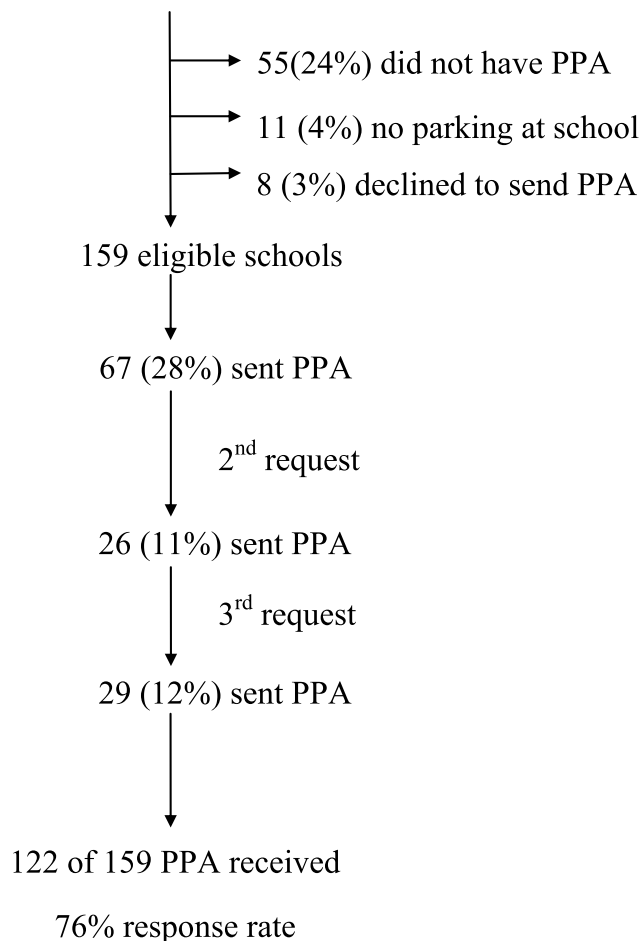 55(24%) did not have PPA
11 (4%) no parking at school
8 (3%) declined to send PPA
159 eligible schools
67 (28%) sent PPA
2nd request
26 (11%) sent PPA
3rd request
29 (12%) sent PPA
122 of 159 PPA received
76% response rate